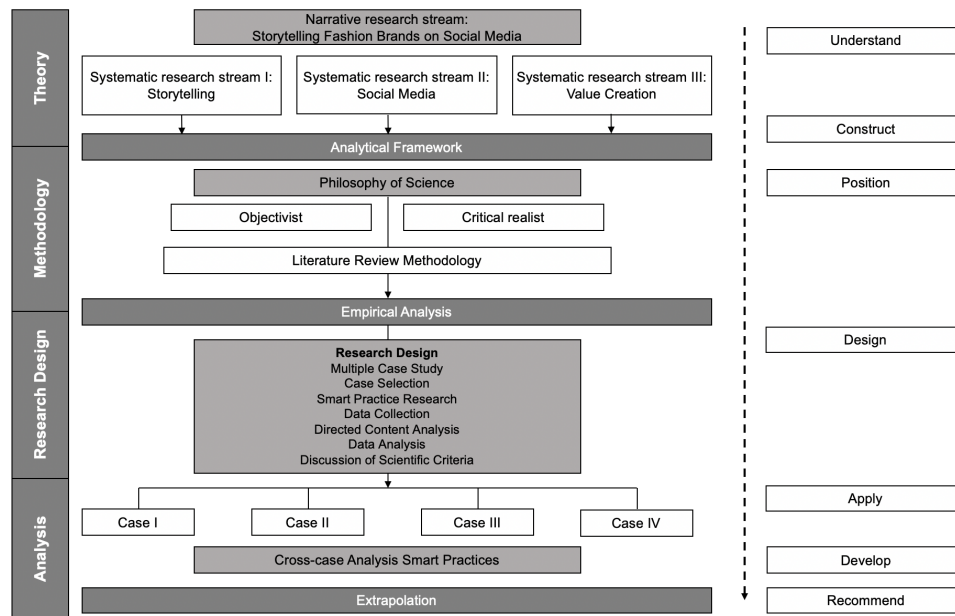 Theory
Narrative research stream:
Storytelling Fashion Brands on Social Media
Understand
Systematic research stream I:
Storytelling
Systematic research stream II:
Social Media
Systematic research stream III:
Value Creation
Construct
Analytical Framework
Methodology
Philosophy of Science
Position
Objectivist
Critical realist
Literature Review Methodology
Empirical Analysis
Research Design
Design
Research Design
Multiple Case Study
Case Selection
Smart Practice Research
Data Collection
Directed Content Analysis
Data Analysis
Discussion of Scientific Criteria
Analysis
Apply
Case I
Case II
Case III
Case IV
Cross-case Analysis Smart Practices
Develop
Extrapolation
Recommend